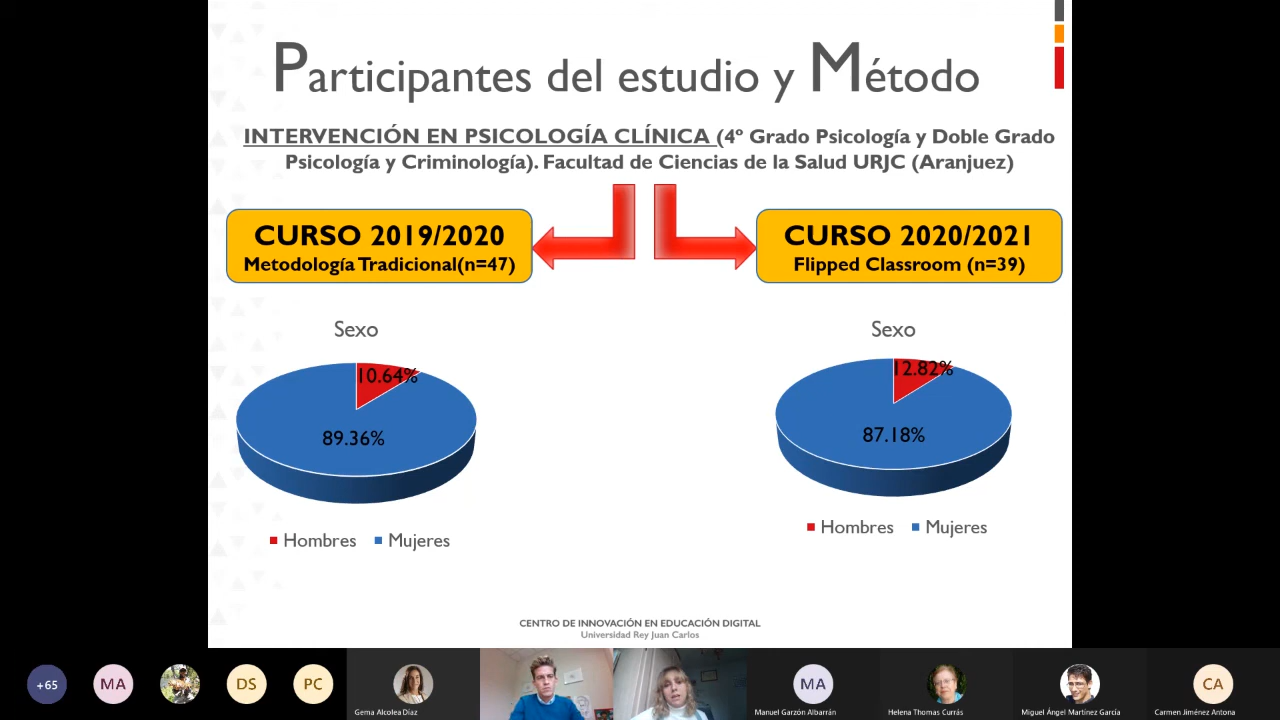 Participantes del estudio y Método
INTERVENCIÓN EN PSICOLOGÍA CLÍNICA (4º Grado Psicología y Doble Grado
Psicología y Criminología). Facultad de Ciencias de la Salud URJC (Aranjuez)
CURSO 2019/2020
Metodología Tradicional(n=47)
CURSO 2020/2021
Flipped Classroom (n=39)
Sexo
10.64%
89.36%
Hombres Mujeres
Sexo
12.82%
87.18%
Hombres Mujeres
CENTRO DE INNOVACIÓN EN EDUCACIÓN DIGITAL
Universidad Rey Juan Carlos
+65
MA
DS
PC
Gema Alcolea Díaz
MA
Manuel Garzón Albarrán
Helena Thomas Currás
Miguel Ángel Martínez García
CA
Carmen Jiménez Antona